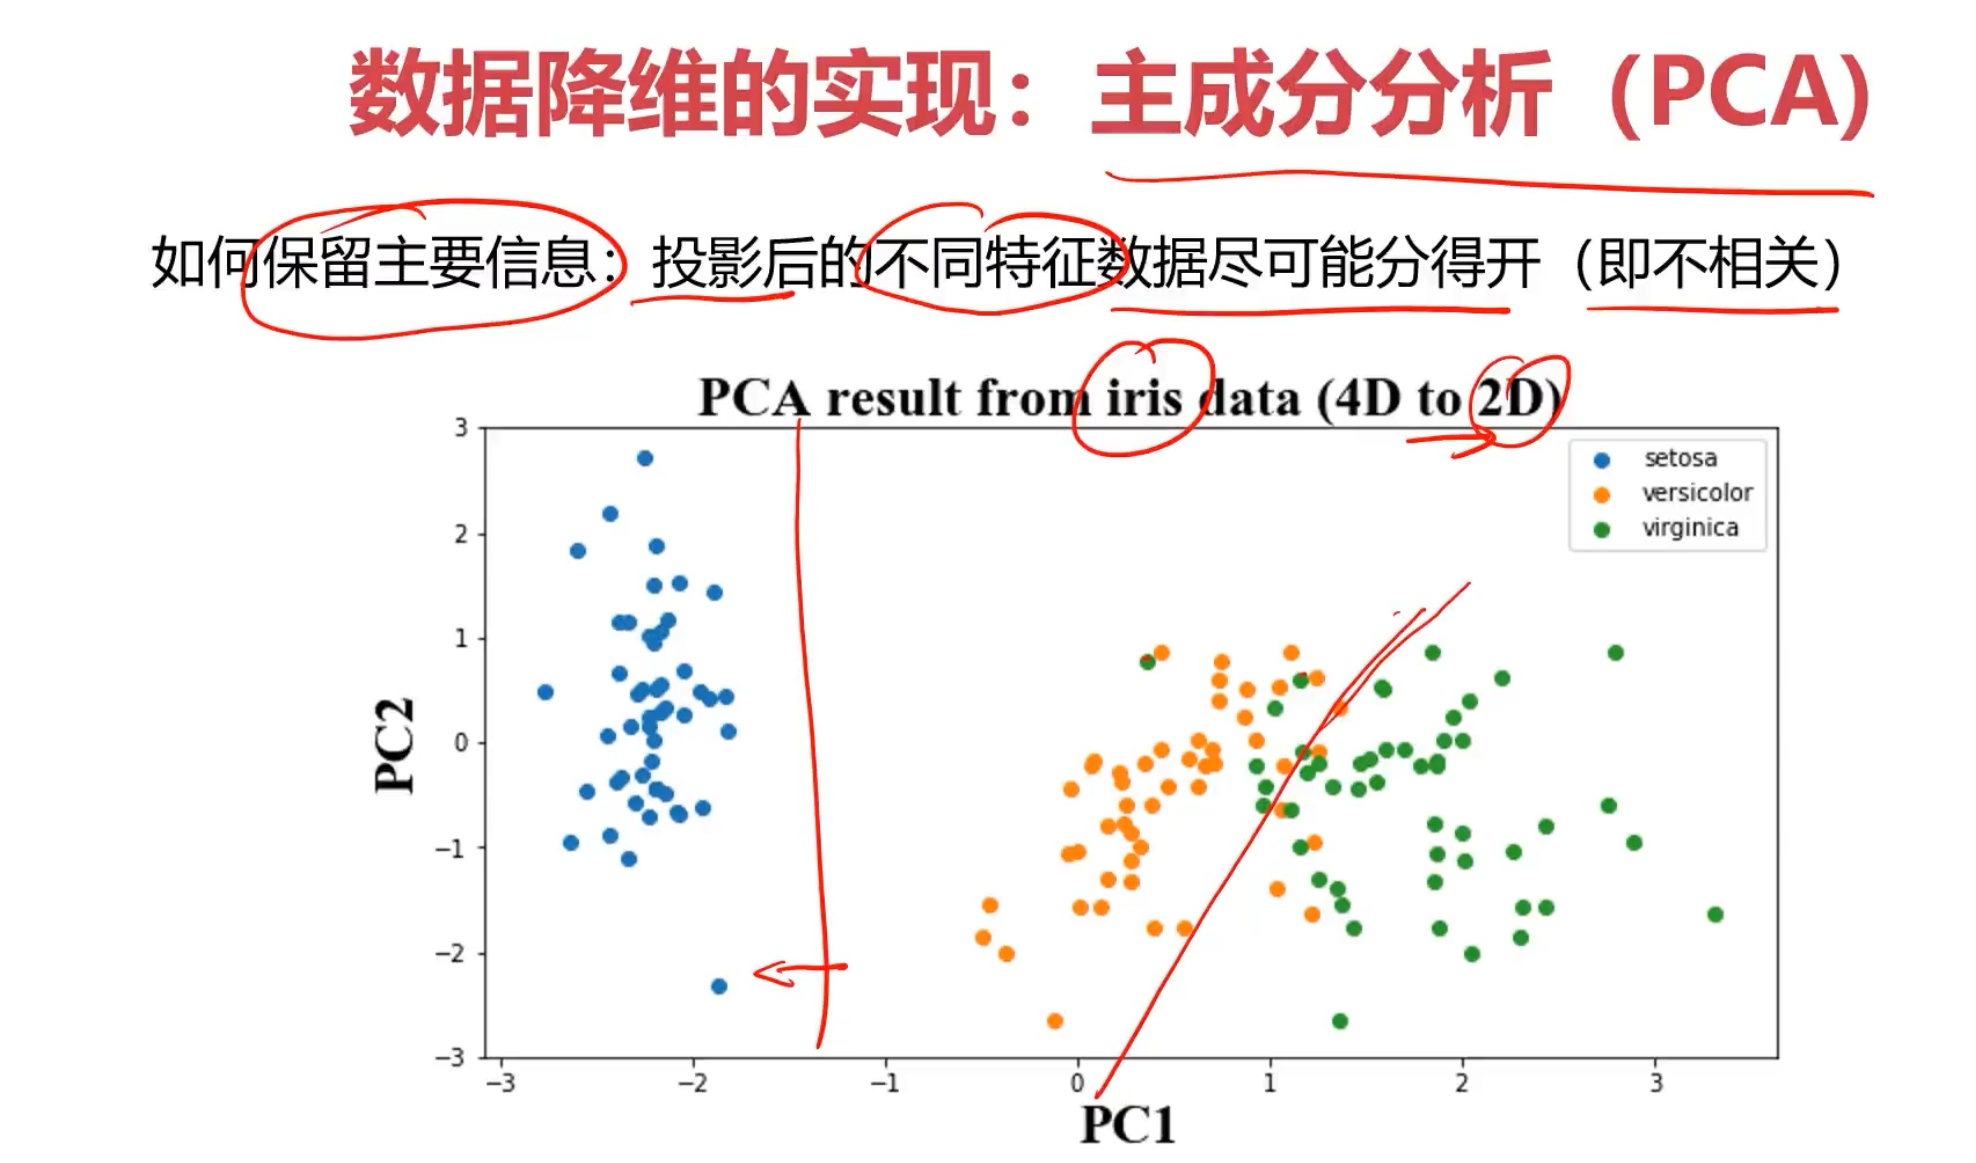 数据降维的实现：主成分分析（PCA)
如何保留主要信息：投影后的不同特征数据尽可能分得开（即不相关）
PCA result from iris data (4D to 2D)
3
setosa
versicolor
virginica
2
1
PC2
0
−1
−2
−3
−3 −2 −1 0 1 2 3
PC1